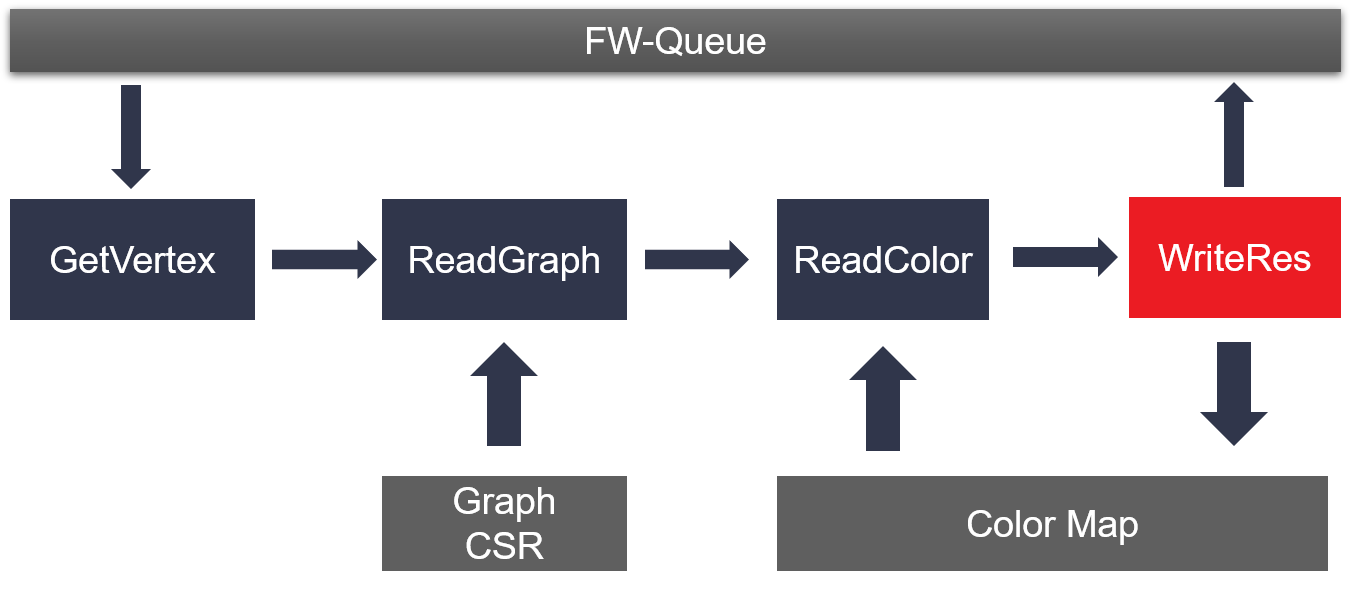 FW-Queue
GetVertex
ReadGraph
ReadColor
WriteRes
Graph
CSR
Color Map